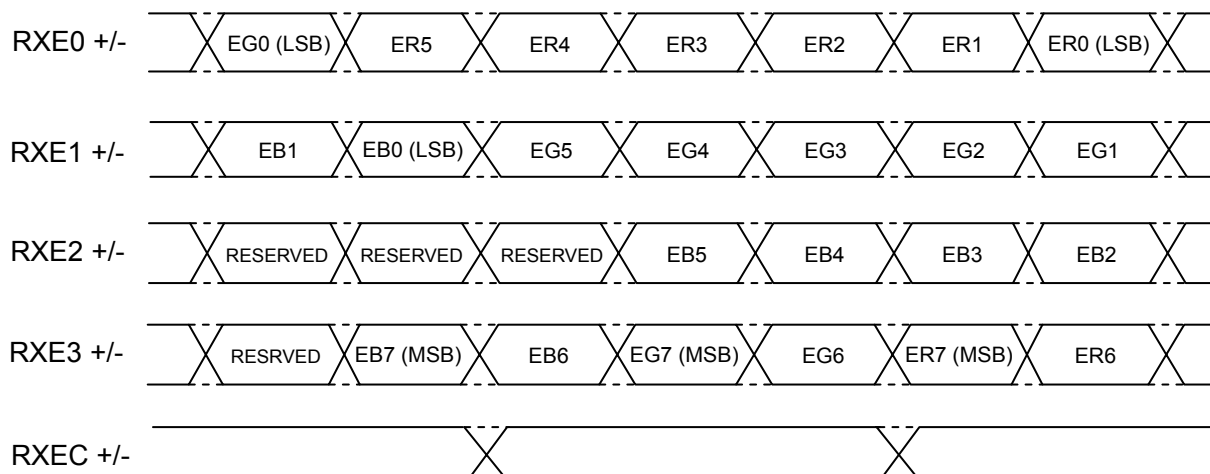 RXE0 +/- EG0 (LSB) ER5 ER4 ER3 ER2 ER1 ER0 (LSB)
RXE1 +/- EB1 EB0 (LSB) EG5 EG4 EG3 EG2 EG1
RXE2 +/- RESERVED RESERVED RESERVED EB5 EB4 EB3 EB2
RXE3 +/- RESRVED EB7 (MSB) EB6 EG7 (MSB) EG6 ER7 (MSB) ER6
RXEC +/-